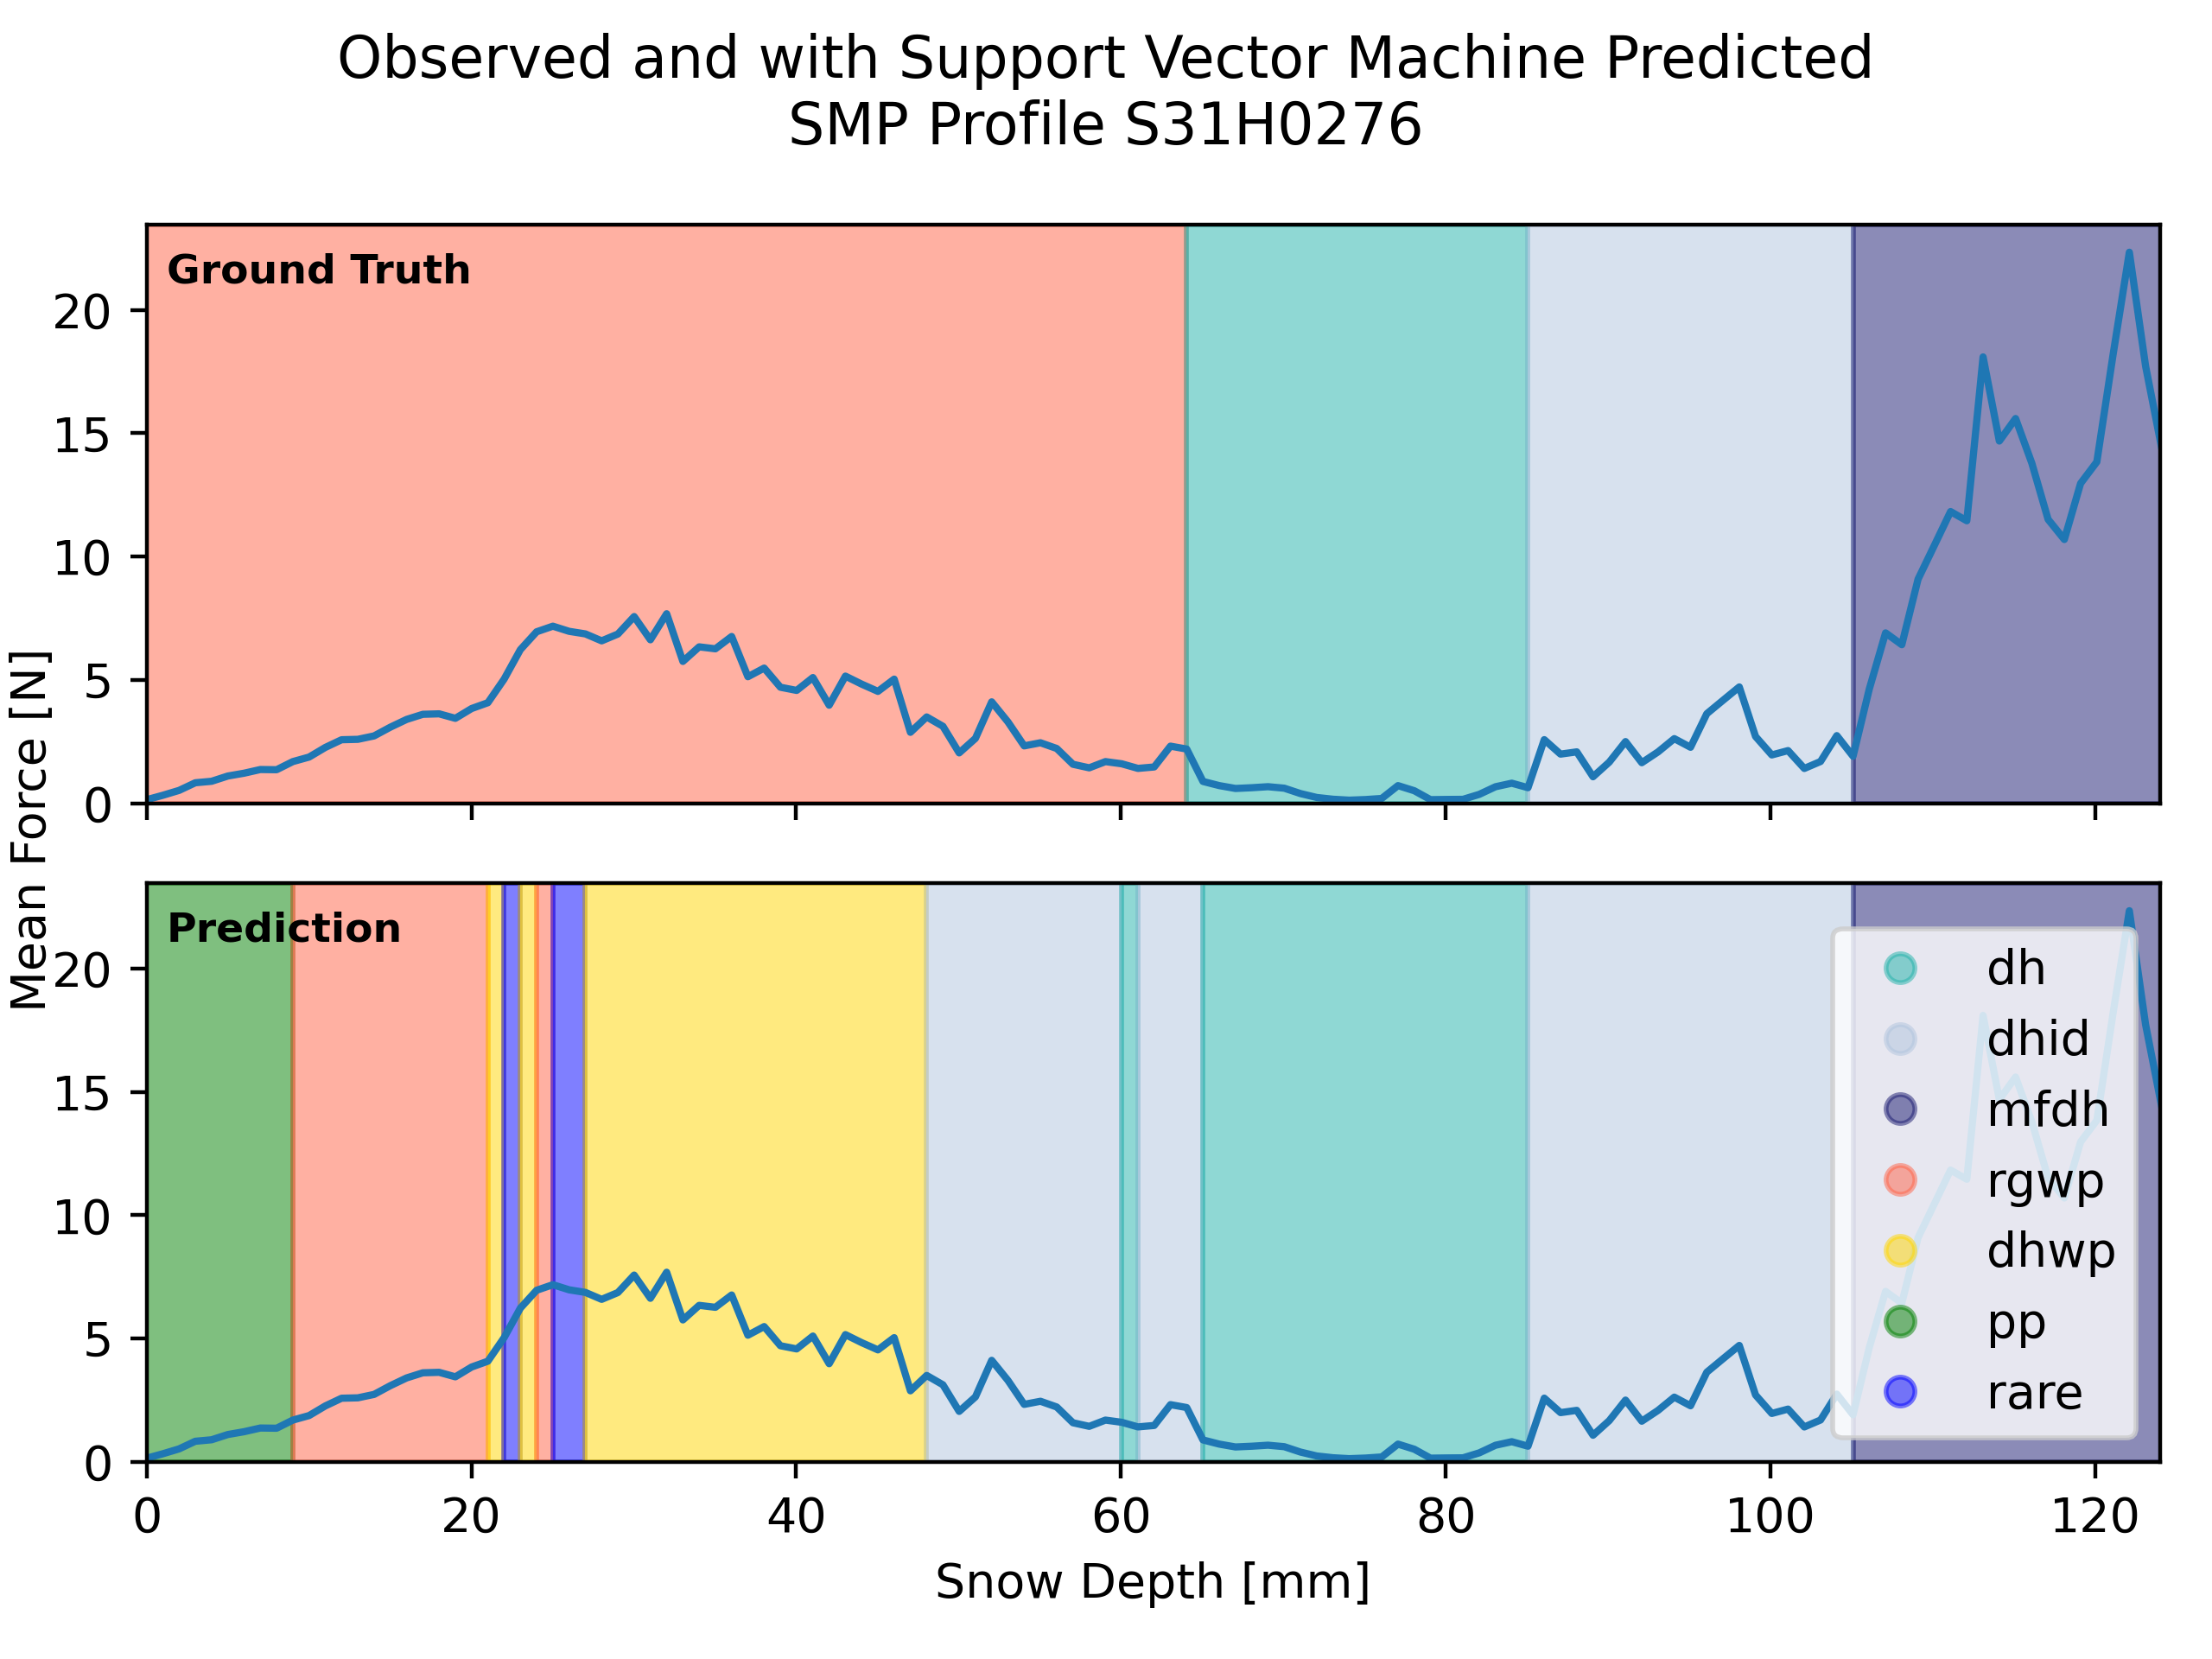 Observed and with Support Vector Machine Predicted
SMP Profile S31H0276
Mean Force [N]
Ground Truth
20
15
10
5
0
Prediction
20
15
10
5
0
dh
dhid
mfdh
rgwp
dhwp
pp
rare
0 20 40 60 80 100 120
Snow Depth [mm]